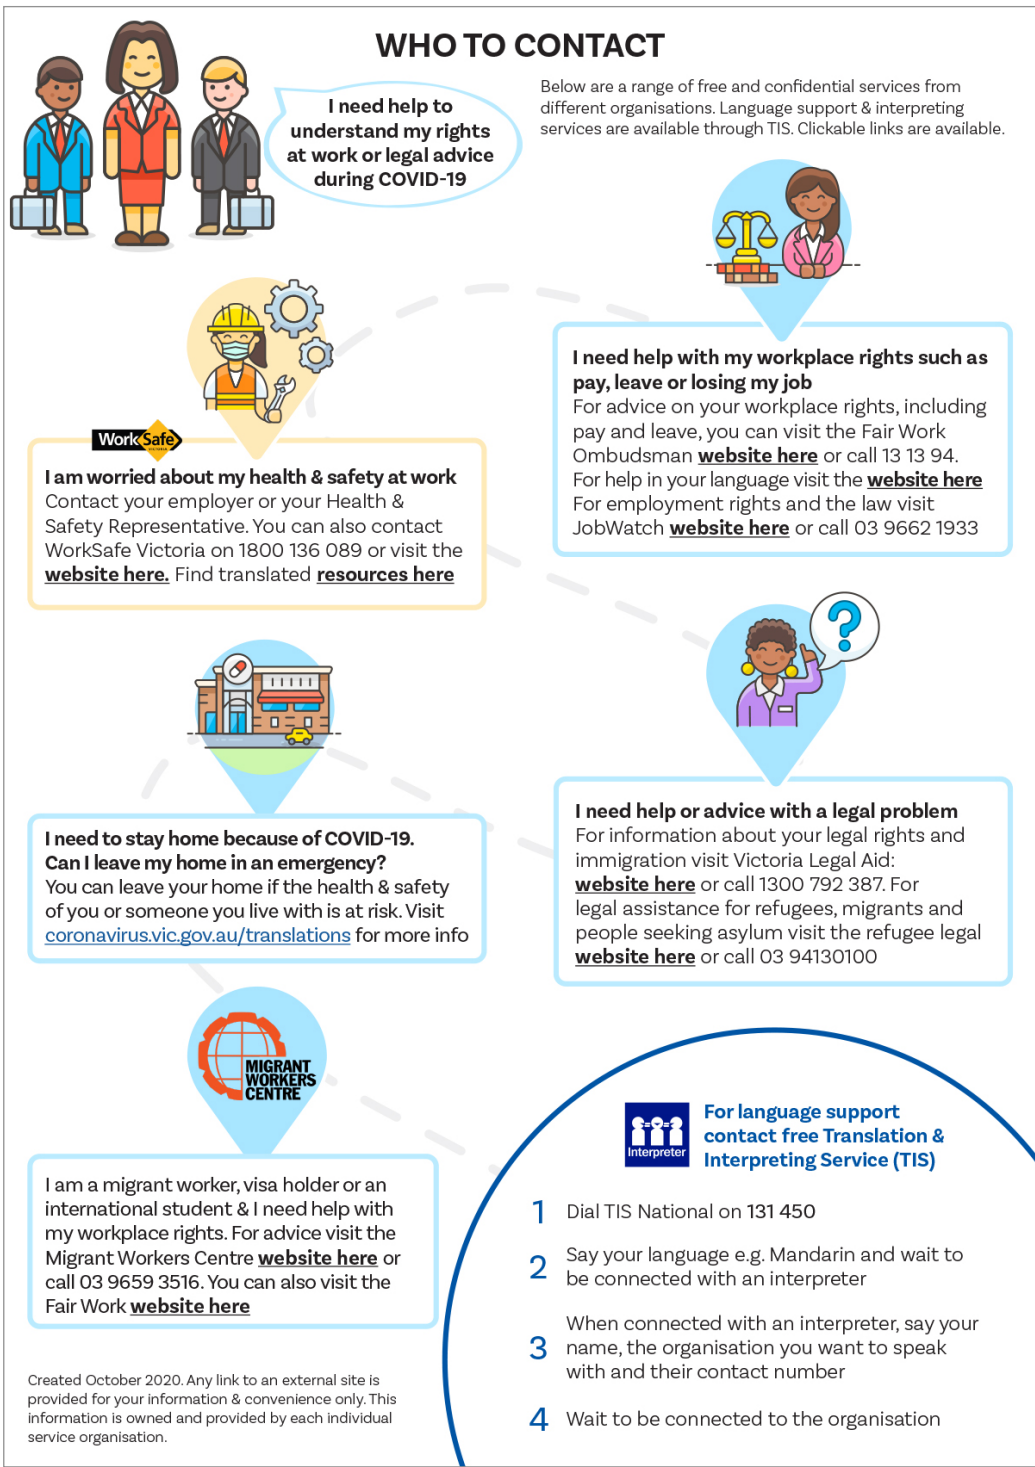 WHO TO CONTACT
I need help to
understand my rights
at work or legal advice
during COVID-19
Below are a range of free and confidential services from
different organisations. Language support & interpreting
services are available through TIS. Clickable links are available.
I need help with my workplace rights such as
pay, leave or losing my job
For advice on your workplace rights, including
pay and leave, you can visit the Fair Work
Ombudsman website here or call 13 13 94.
For help in your language visit the website here
For employment rights and the law visit
JobWatch website here or call 03 9662 1933
WorkSafe
VICTORIA
I am worried about my health & safety at work
Contact your employer or your Health &
Safety Representative. You can also contact
WorkSafe Victoria on 1800 136 089 or visit the
website here. Find translated resources here
I need to stay home because of COVID-19.
Can I leave my home in an emergency?
You can leave your home if the health & safety
of you or someone you live with is at risk. Visit
coronavirus.vic.gov.au/translations for more info
I need help or advice with a legal problem
For information about your legal rights and
immigration visit Victoria Legal Aid:
website here or call 1300 792 387. For
legal assistance for refugees, migrants and
people seeking asylum visit the refugee legal
website here or call 03 94130100
MIGRANT
WORKERS
CENTRE
I am a migrant worker, visa holder or an
international student & I need help with
my workplace rights. For advice visit the
Migrant Workers Centre website here or
call 03 9659 3516. You can also visit the
Fair Work website here
Interpreter
For language support
contact free Translation &
Interpreting Service (TIS)
1 Dial TIS National on 131 450
2 Say your language e.g. Mandarin and wait to
be connected with an interpreter
When connected with an interpreter, say your
3 name, the organisation you want to speak
with and their contact number
4 Wait to be connected to the organisation
Created October 2020. Any link to an external site is
provided for your information & convenience only. This
information is owned and provided by each individual
service organisation.